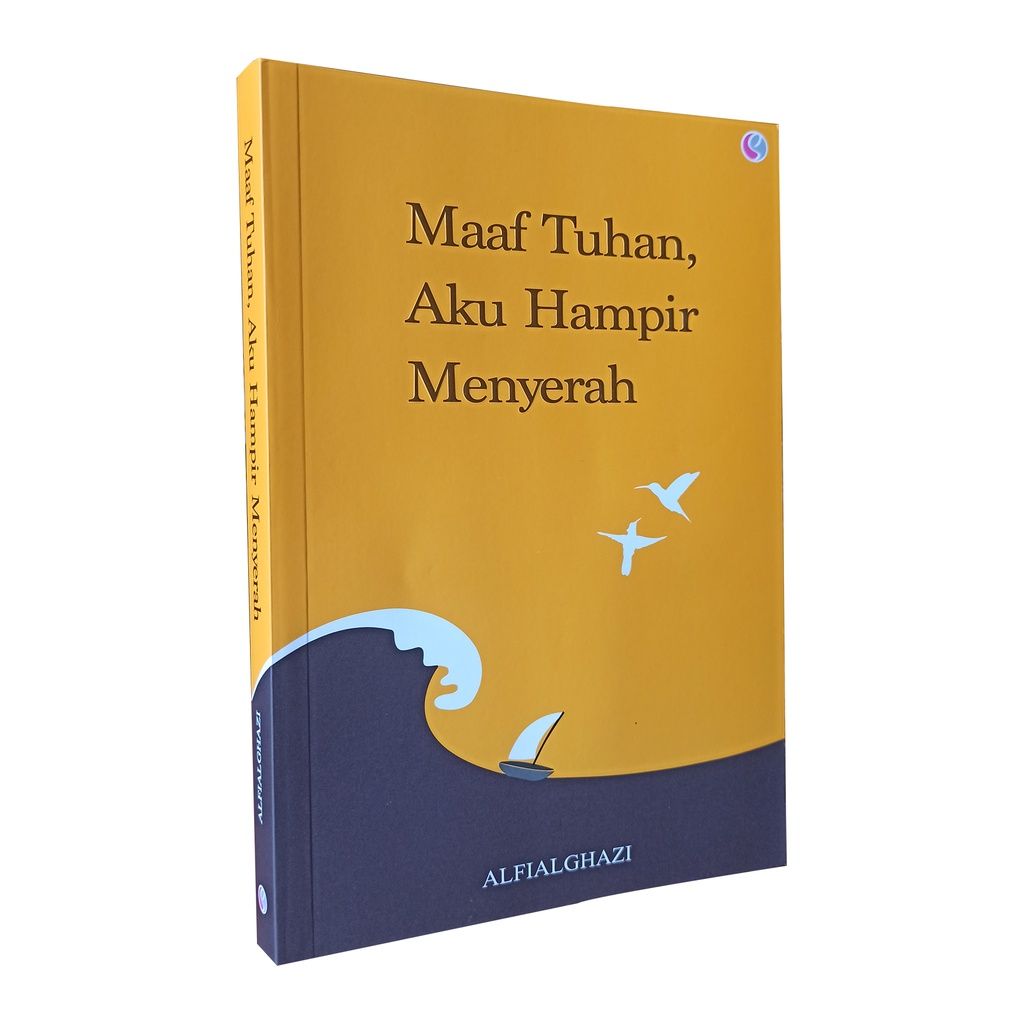 Maaf Tuhan, Aku Hampir Menyerah
ALFIALGHAZI
Maaf Tuhan,
Aku Hampir
Menyerah
ALFIALGHAZI